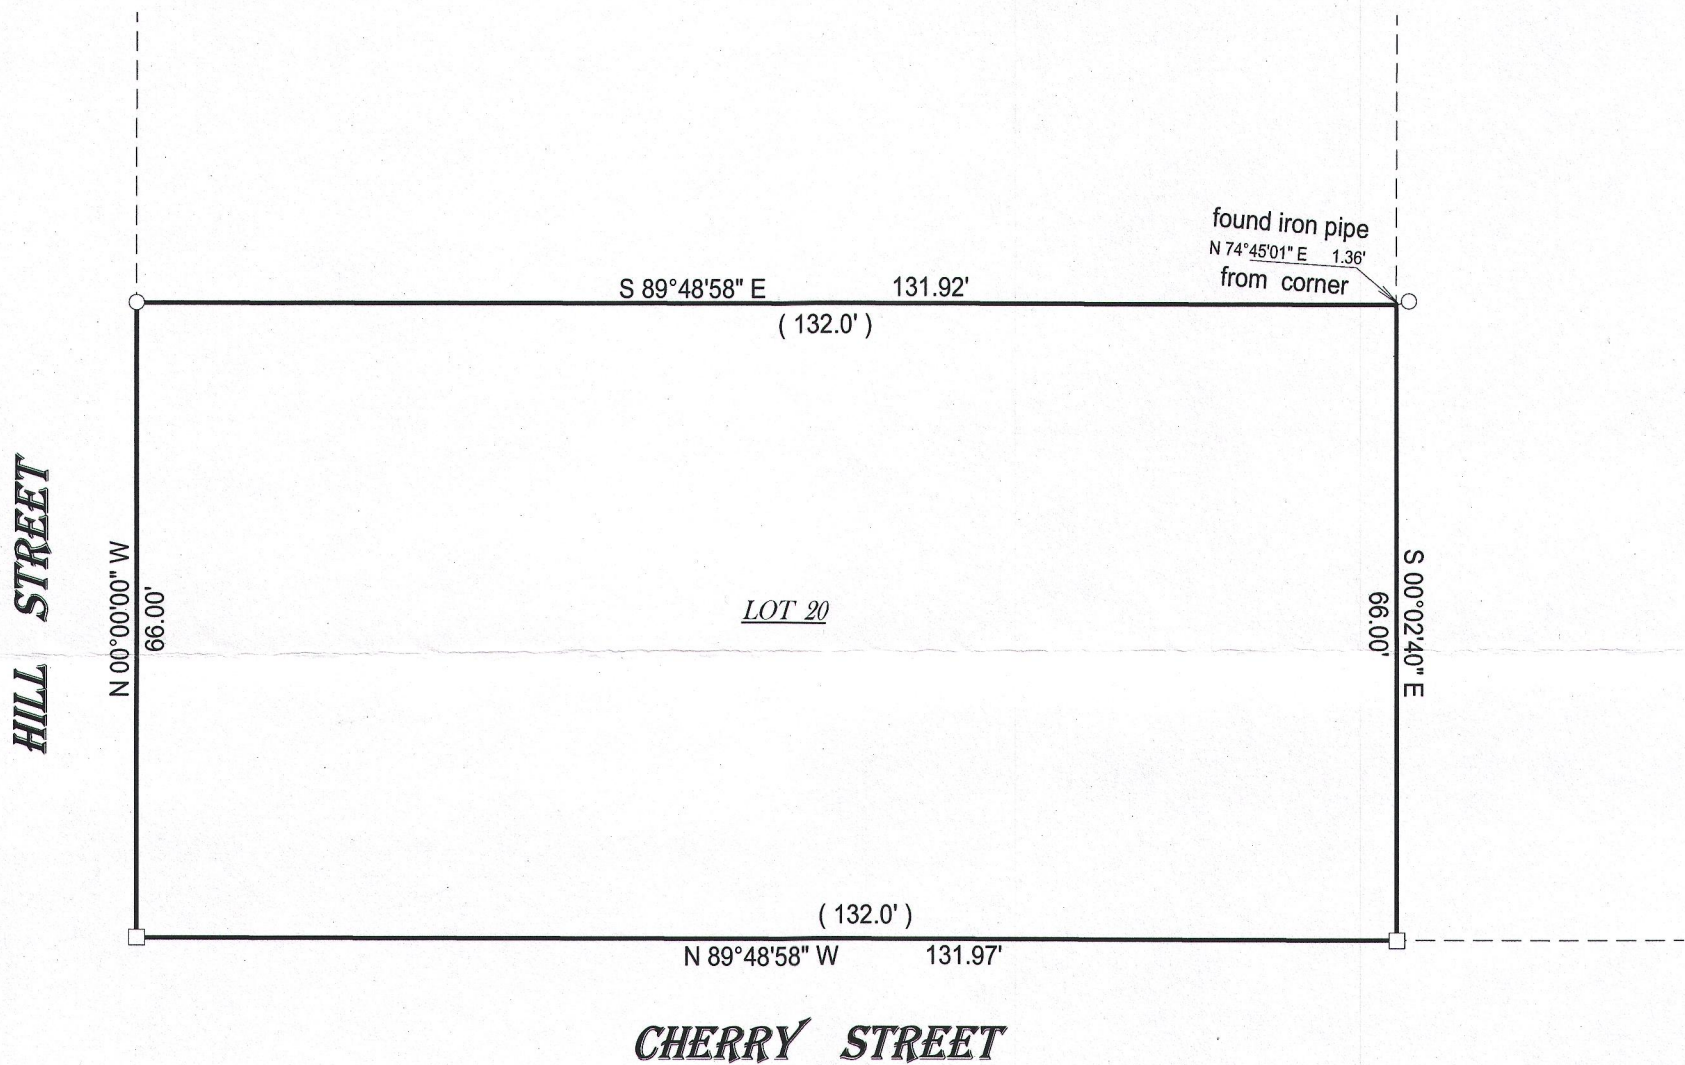 found iron pipe
N 74°45'01" E 1.36'
from corner
S 89°48'58" E 131.92'
( 132.0' )
HILL STREET
N 00°00'00" W
66.00'
LOT 20
66.00'
S 00°02'40" E
( 132.0' )
N 89°48'58" W 131.97'
CHERRY STREET